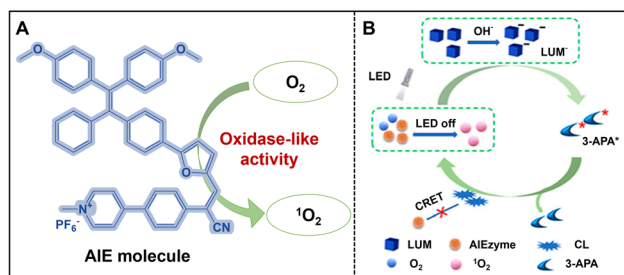 A
O
O
O₂
Oxidase-like
activity
O
N⁺
PF₆⁻
CN
¹O₂
AIE molecule
B
OH⁻
LUM⁻
LED
LED off
3-APA*
CRET
LUM
AIEzyme
CL
O₂
¹O₂
3-APA